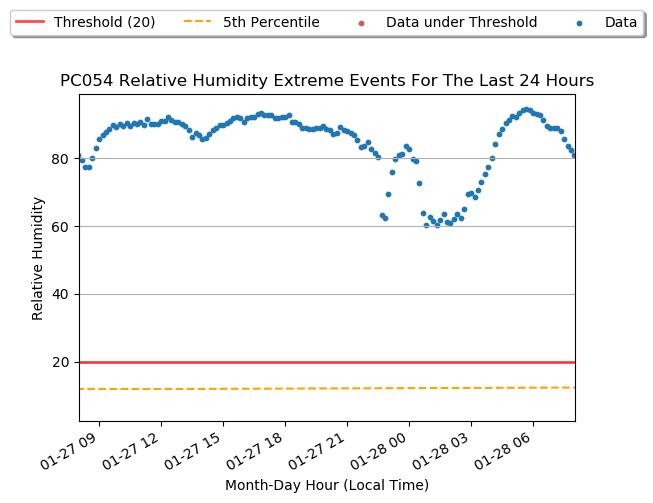 Threshold (20) 5th Percentile Data under Threshold Data
PC054 Relative Humidity Extreme Events For The Last 24 Hours
Relative Humidity
80
60
40
20
01-27 09 01-27 12 01-27 15 01-27 18 01-27 21 01-28 00 01-28 03 01-28 06
Month-Day Hour (Local Time)